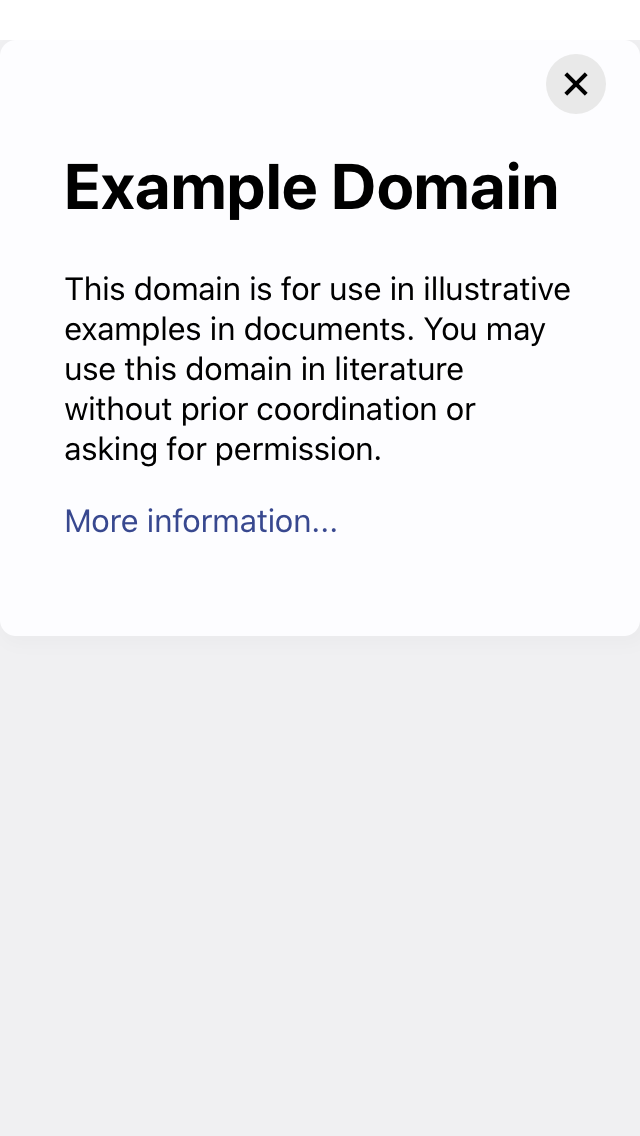 Example Domain
This domain is for use in illustrative
examples in documents. You may
use this domain in literature
without prior coordination or
asking for permission.
More information...